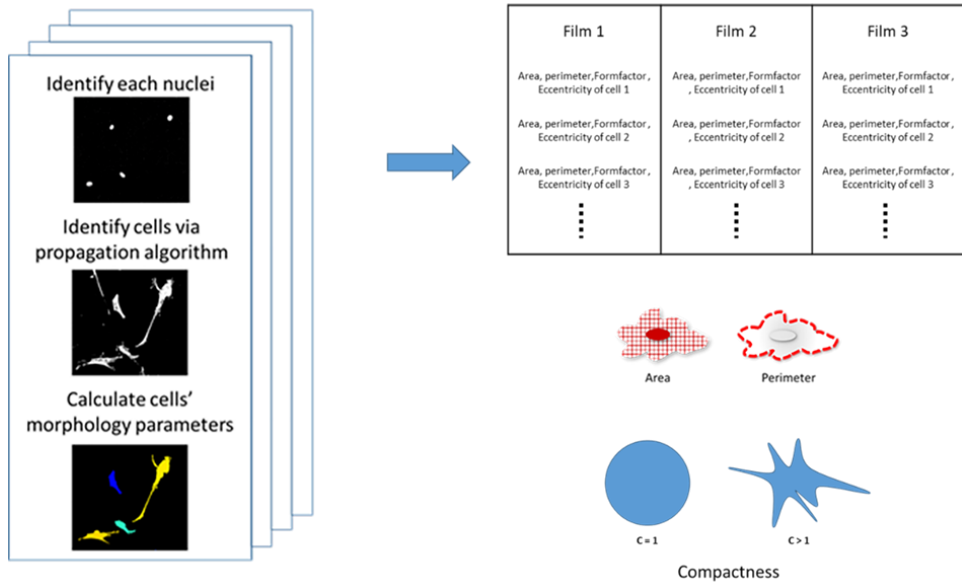 Identify each nuclei
Identify cells via
propagation algorithm
Calculate cells'
morphology parameters
Film 1
Area, perimeter,Formfactor ,
Eccentricity of cell 1
Area, perimeter,Formfactor ,
Eccentricity of cell 2
Area, perimeter,Formfactor ,
Eccentricity of cell 3
Film 2
Area, perimeter,Formfactor
, Eccentricity of cell 1
Area, perimeter,Formfactor
, Eccentricity of cell 2
Area, perimeter,Formfactor
, Eccentricity of cell 3
Film 3
Area, perimeter,Formfactor ,
Eccentricity of cell 1
Area, perimeter,Formfactor ,
Eccentricity of cell 2
Area, perimeter,Formfactor ,
Eccentricity of cell 3
Area
Perimeter
C = 1
C > 1
Compactness